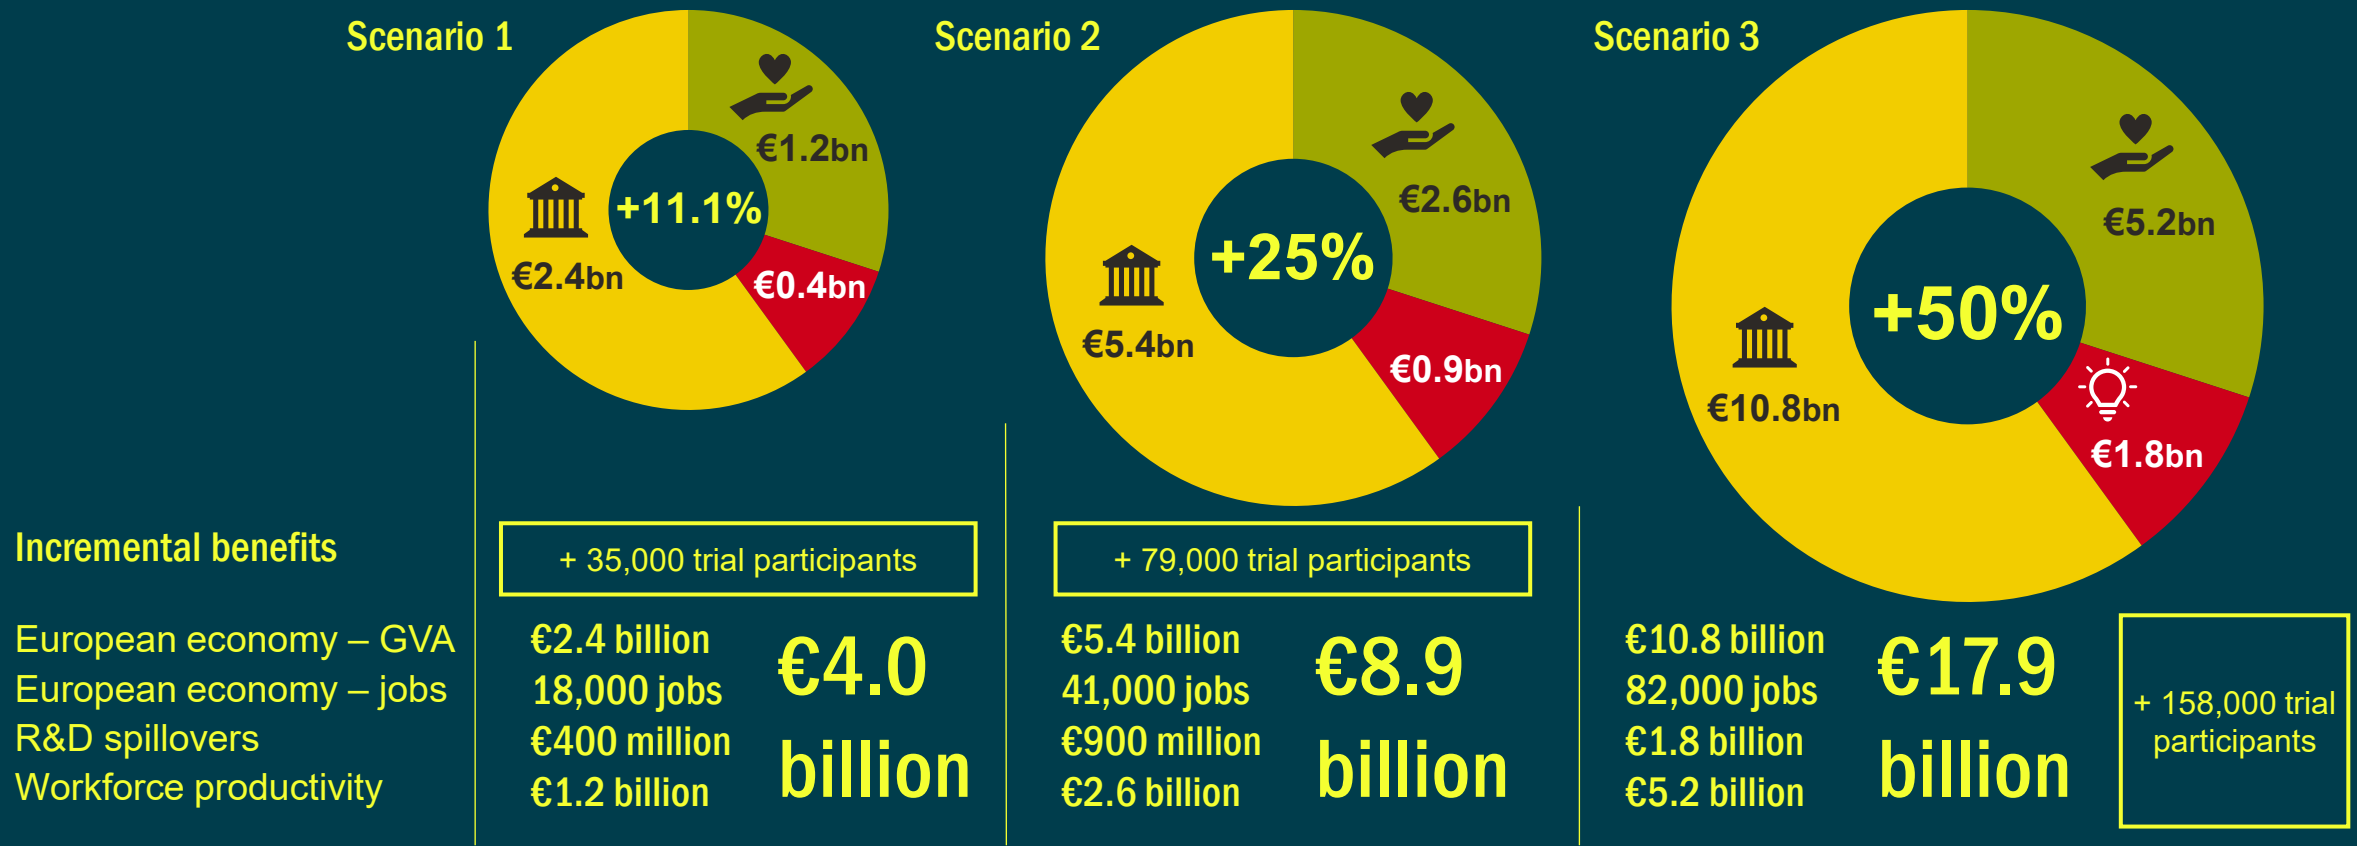 Scenario 1
€1.2bn
+11.1%
€2.4bn
€0.4bn
Scenario 2
€2.6bn
+25%
€5.4bn
€0.9bn
Scenario 3
€5.2bn
+50%
€10.8bn
€1.8bn
Incremental benefits
European economy – GVA
European economy – jobs
R&D spillovers
Workforce productivity
+ 35,000 trial participants
€2.4 billion
18,000 jobs
€400 million
€1.2 billion
€4.0
billion
+ 79,000 trial participants
€5.4 billion
41,000 jobs
€900 million
€2.6 billion
€8.9
billion
€10.8 billion
82,000 jobs
€1.8 billion
€5.2 billion
€17.9
billion
+ 158,000 trial
participants